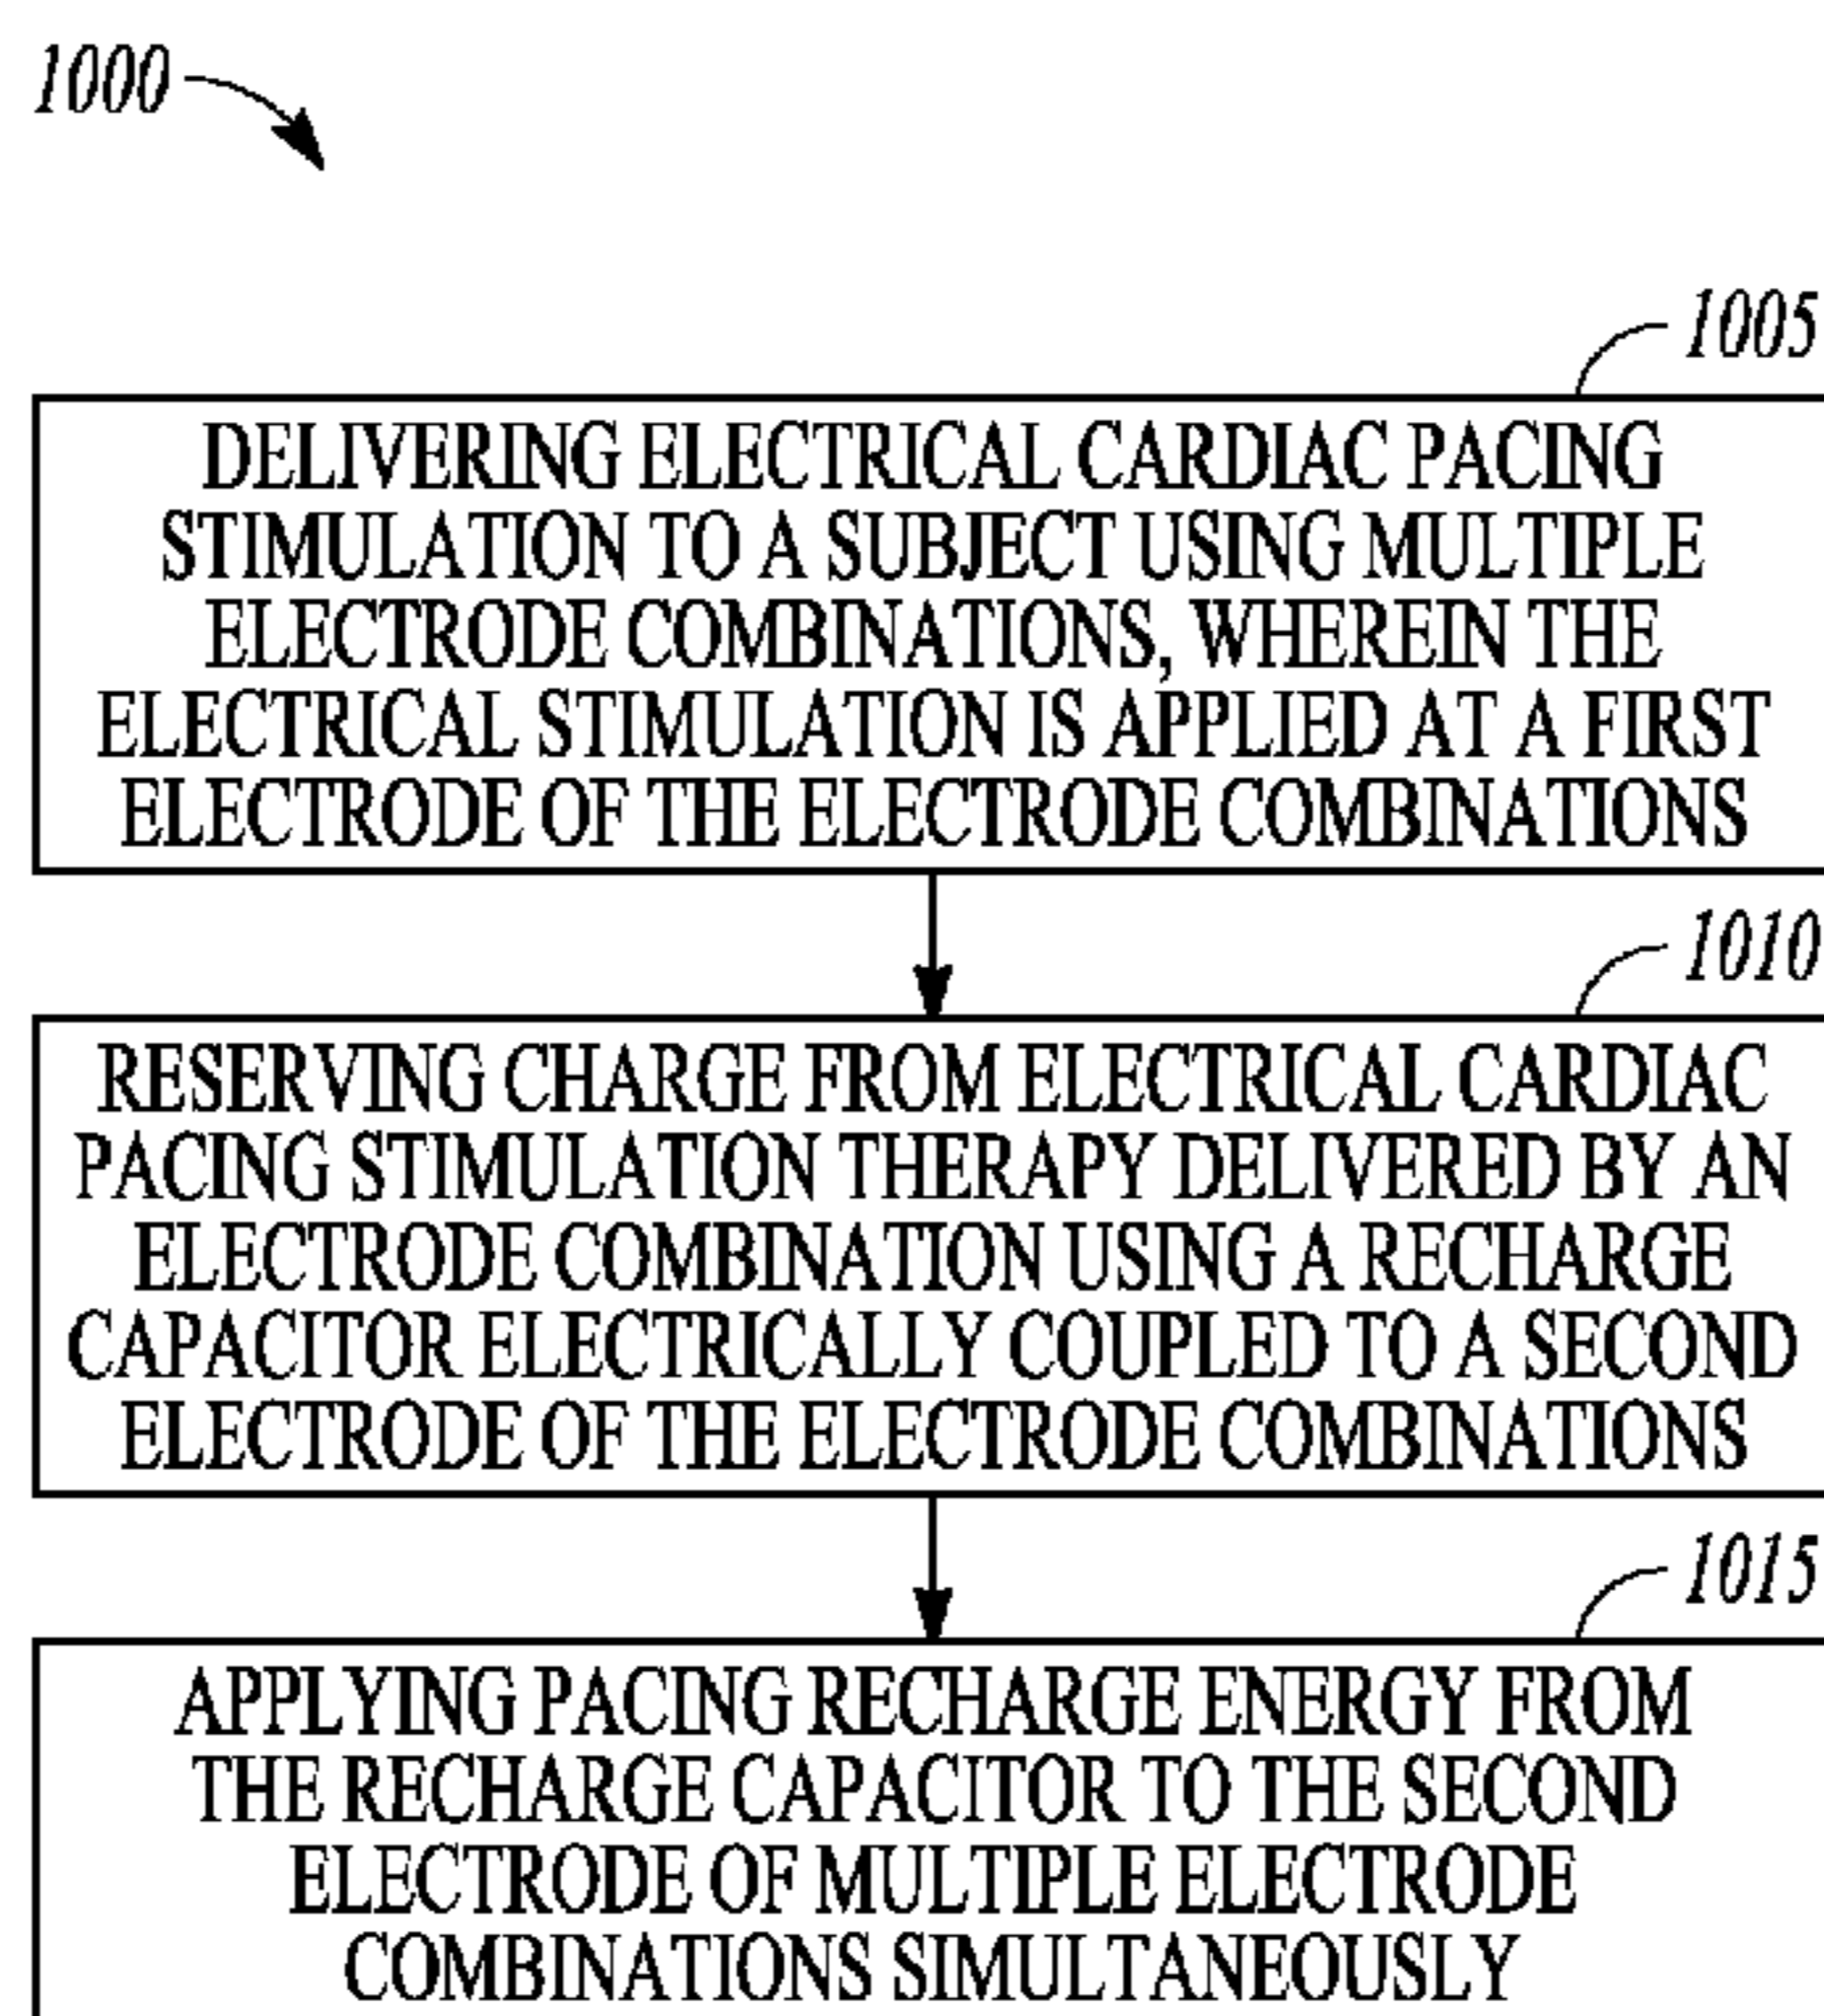 1000
1005
DELIVERING ELECTRICAL CARDIAC PACING
STIMULATION TO A SUBJECT USING MULTIPLE
ELECTRODE COMBINATIONS, WHEREIN THE
ELECTRICAL STIMULATION IS APPLIED AT A FIRST
ELECTRODE OF THE ELECTRODE COMBINATIONS
1010
RESERVING CHARGE FROM ELECTRICAL CARDIAC
PACING STIMULATION THERAPY DELIVERED BY AN
ELECTRODE COMBINATION USING A RECHARGE
CAPACITOR ELECTRICALLY COUPLED TO A SECOND
ELECTRODE OF THE ELECTRODE COMBINATIONS
1015
APPLYING PACING RECHARGE ENERGY FROM
THE RECHARGE CAPACITOR TO THE SECOND
ELECTRODE OF MULTIPLE ELECTRODE
COMBINATIONS SIMULTANEOUSLY